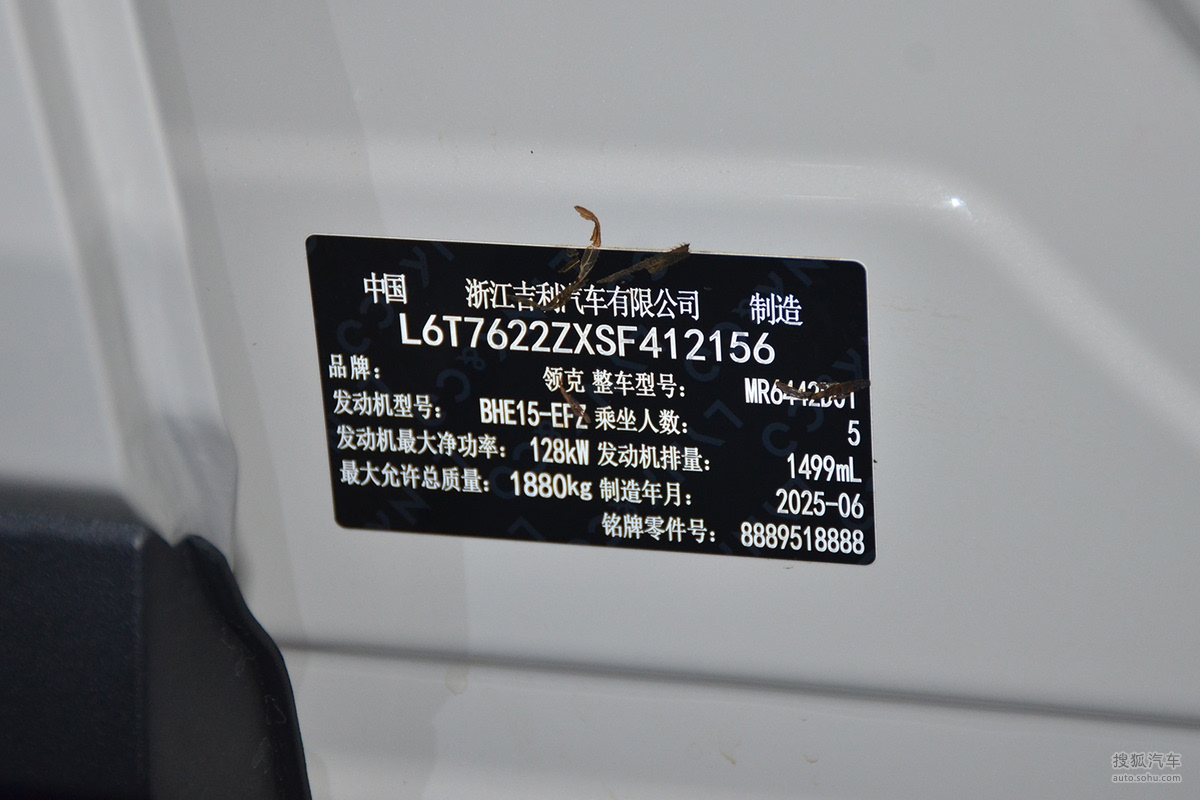 中国 浙江吉利汽车有限公司 制造
L6T7622ZXSF412156
品牌： 领克 整车型号： MR6442D01
发动机型号： BHE15-EFZ 乘坐人数： 5
发动机最大净功率： 128kW 发动机排量： 1499mL
最大允许总质量： 1880kg 制造年月： 2025-06
铭牌零件号： 8889518888
搜狐汽车
auto.sohu.com